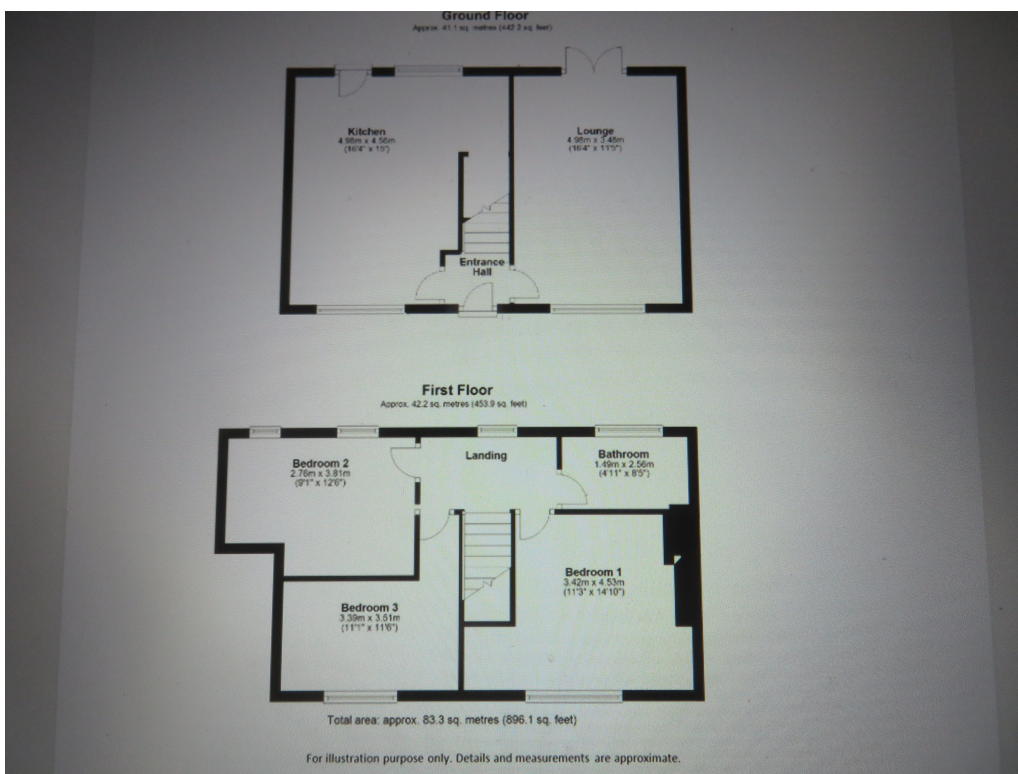 Ground Floor
Approx. 41.1 sq. metres (442.2 sq. feet)
Kitchen
4.98m x 4.56m
(16'4" x 15')
Lounge
4.98m x 3.48m
(16'4" x 11'5")
Entrance
Hall
First Floor
Approx. 42.2 sq. metres (453.9 sq. feet)
Bedroom 2
2.76m x 3.81m
(9'1" x 12'6")
Landing
Bathroom
1.49m x 2.56m
(4'11" x 8'5")
Bedroom 1
3.42m x 4.53m
(11'3" x 14'10")
Bedroom 3
3.39m x 3.51m
(11'1" x 11'6")
Total area: approx. 83.3 sq. metres (896.1 sq. feet)
For illustration purpose only. Details and measurements are approximate.